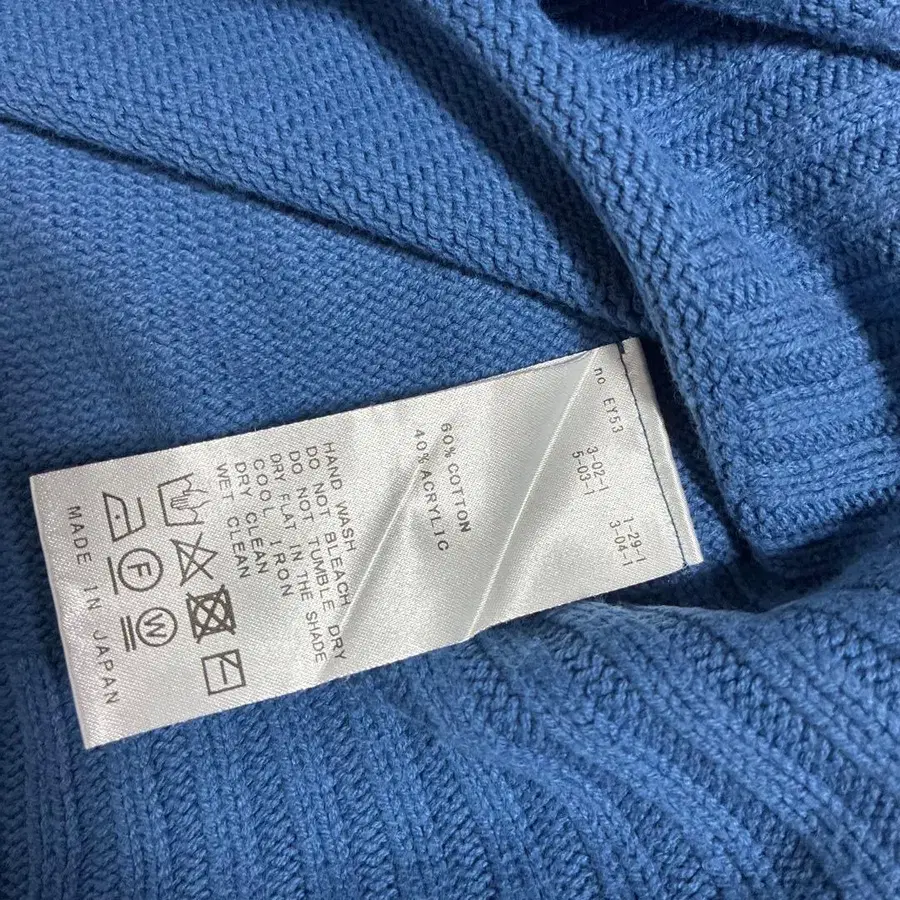 no EY53
3-02-1
5-03-1
1-29-1
3-04-1
60% COTTON
40% ACRYLIC
HAND WASH
DO NOT BLEACH
DO NOT TUMBLE DRY
DRY FLAT IN THE SHADE
COOL IRON
DRY CLEAN
WET CLEAN
F
W
MADE IN JAPAN